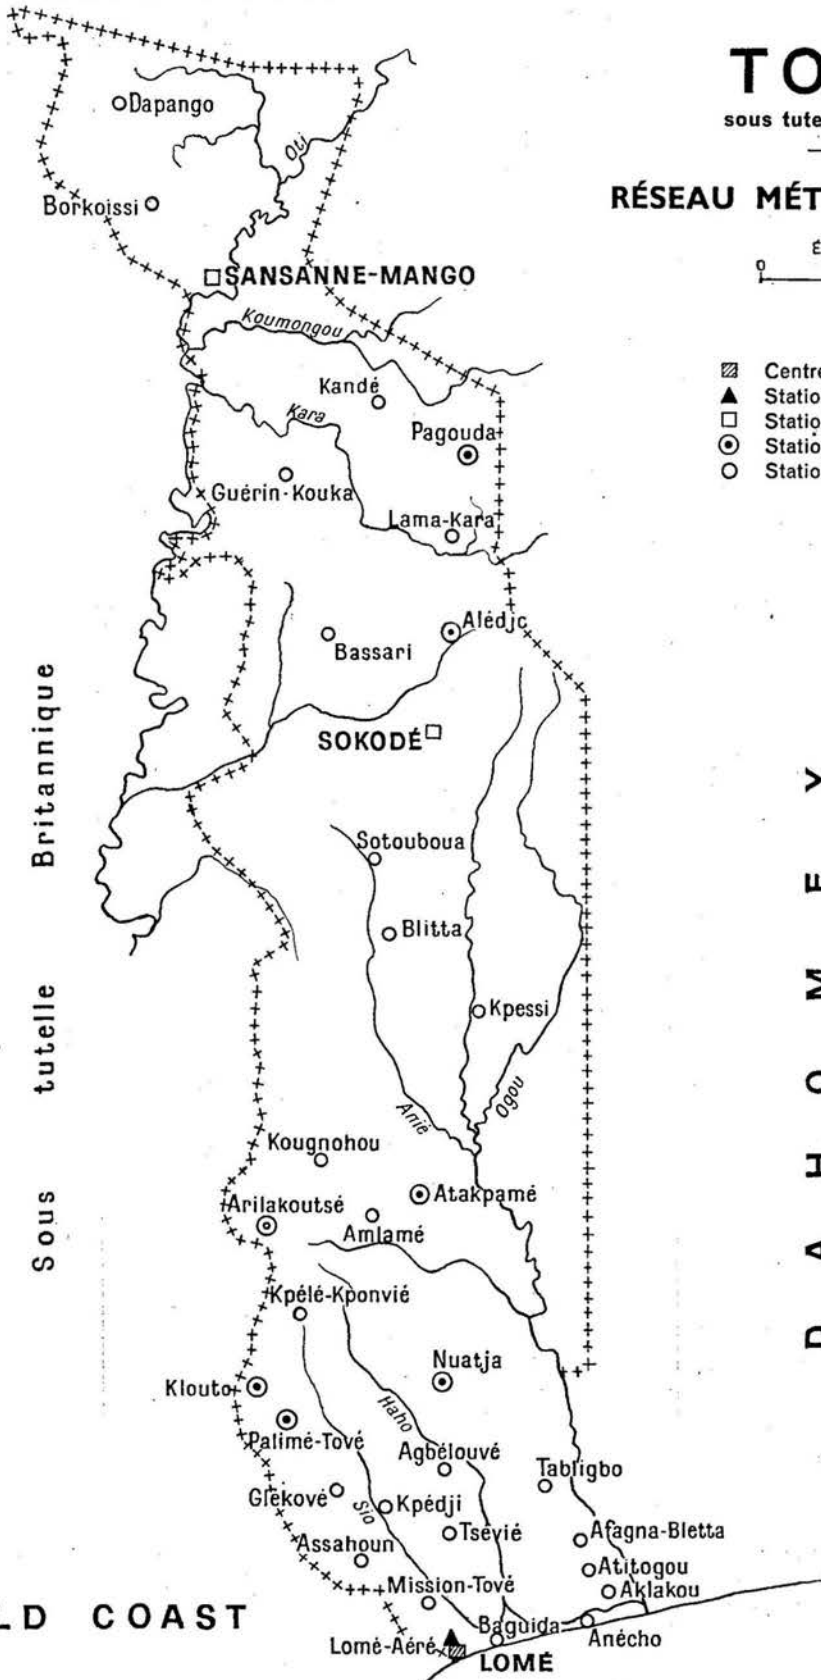 TO
sous tute
RÉSEAU MÉT
É
0
Centre
Statio
Statio
Statio
Statio
Dapango
Oti
Borkoissi
SANSANNE-MANGO
Koumongou
Kandé
Kara
Pagouda
Guérin-Kouka
Lama-Kara
Alédjo
Bassari
SOKODÉ
Sotouboua
Blitta
Kpessi
Anié
Ogou
Kougnohou
Atakpamé
Arilakoutsé
Amlamé
Kpélé-Kponvié
Nuatja
Klouto
Haho
Palimé-Tové
Agbélouvé
Tabligbo
Glékové
Sio
Kpédji
Tsévié
Afagna-Bletta
Assahoun
Atitogou
Aklakou
Mission-Tové
Baguida
Anécho
Lomé-Aéré
LOMÉ
LD COAST
Sous tutelle Britannique
DAHOMEY